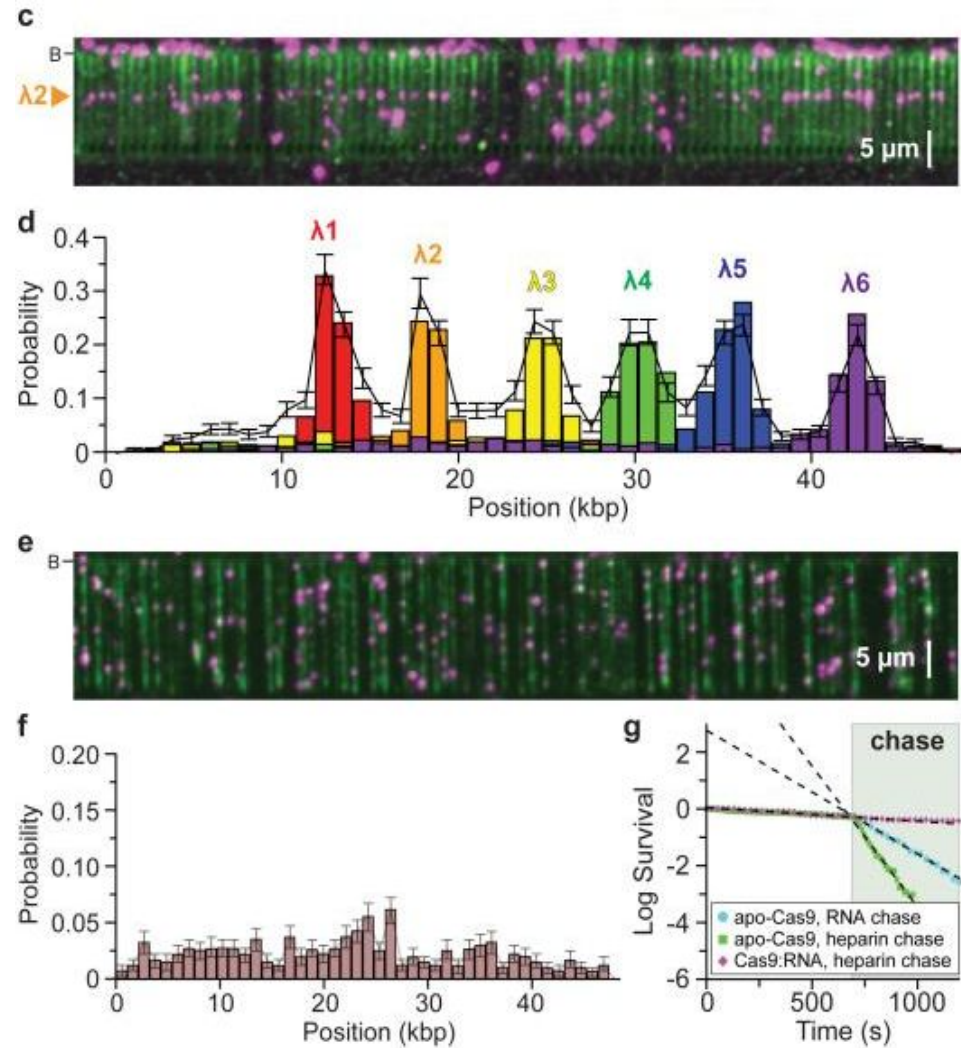 c
B
λ2
5 μm
d
λ1
λ2
λ3
λ4
λ5
λ6
0.4
0.3
0.2
0.1
0
Probability
0
10
20
30
40
Position (kbp)
e
B
5 μm
f
0.20
0.15
0.10
0.05
0
Probability
0
10
20
30
40
Position (kbp)
g
chase
2
0
-2
-4
-6
Log Survival
apo-Cas9, RNA chase
apo-Cas9, heparin chase
Cas9:RNA, heparin chase
0
500
1000
Time (s)